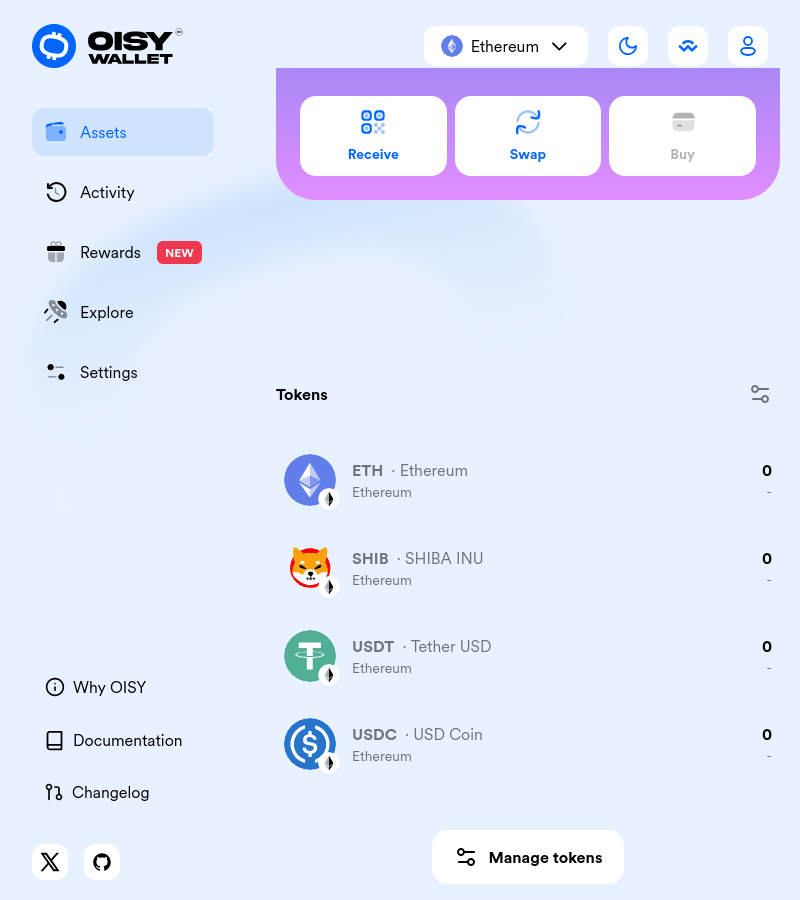 OISY
WALLET
Ethereum
Receive
Swap
Buy
Assets
Activity
Rewards NEW
Explore
Settings
Tokens
ETH · Ethereum 0
Ethereum -
SHIB · SHIBA INU 0
Ethereum -
USDT · Tether USD 0
Ethereum -
USDC · USD Coin 0
Ethereum -
Why OISY
Documentation
Changelog
Manage tokens